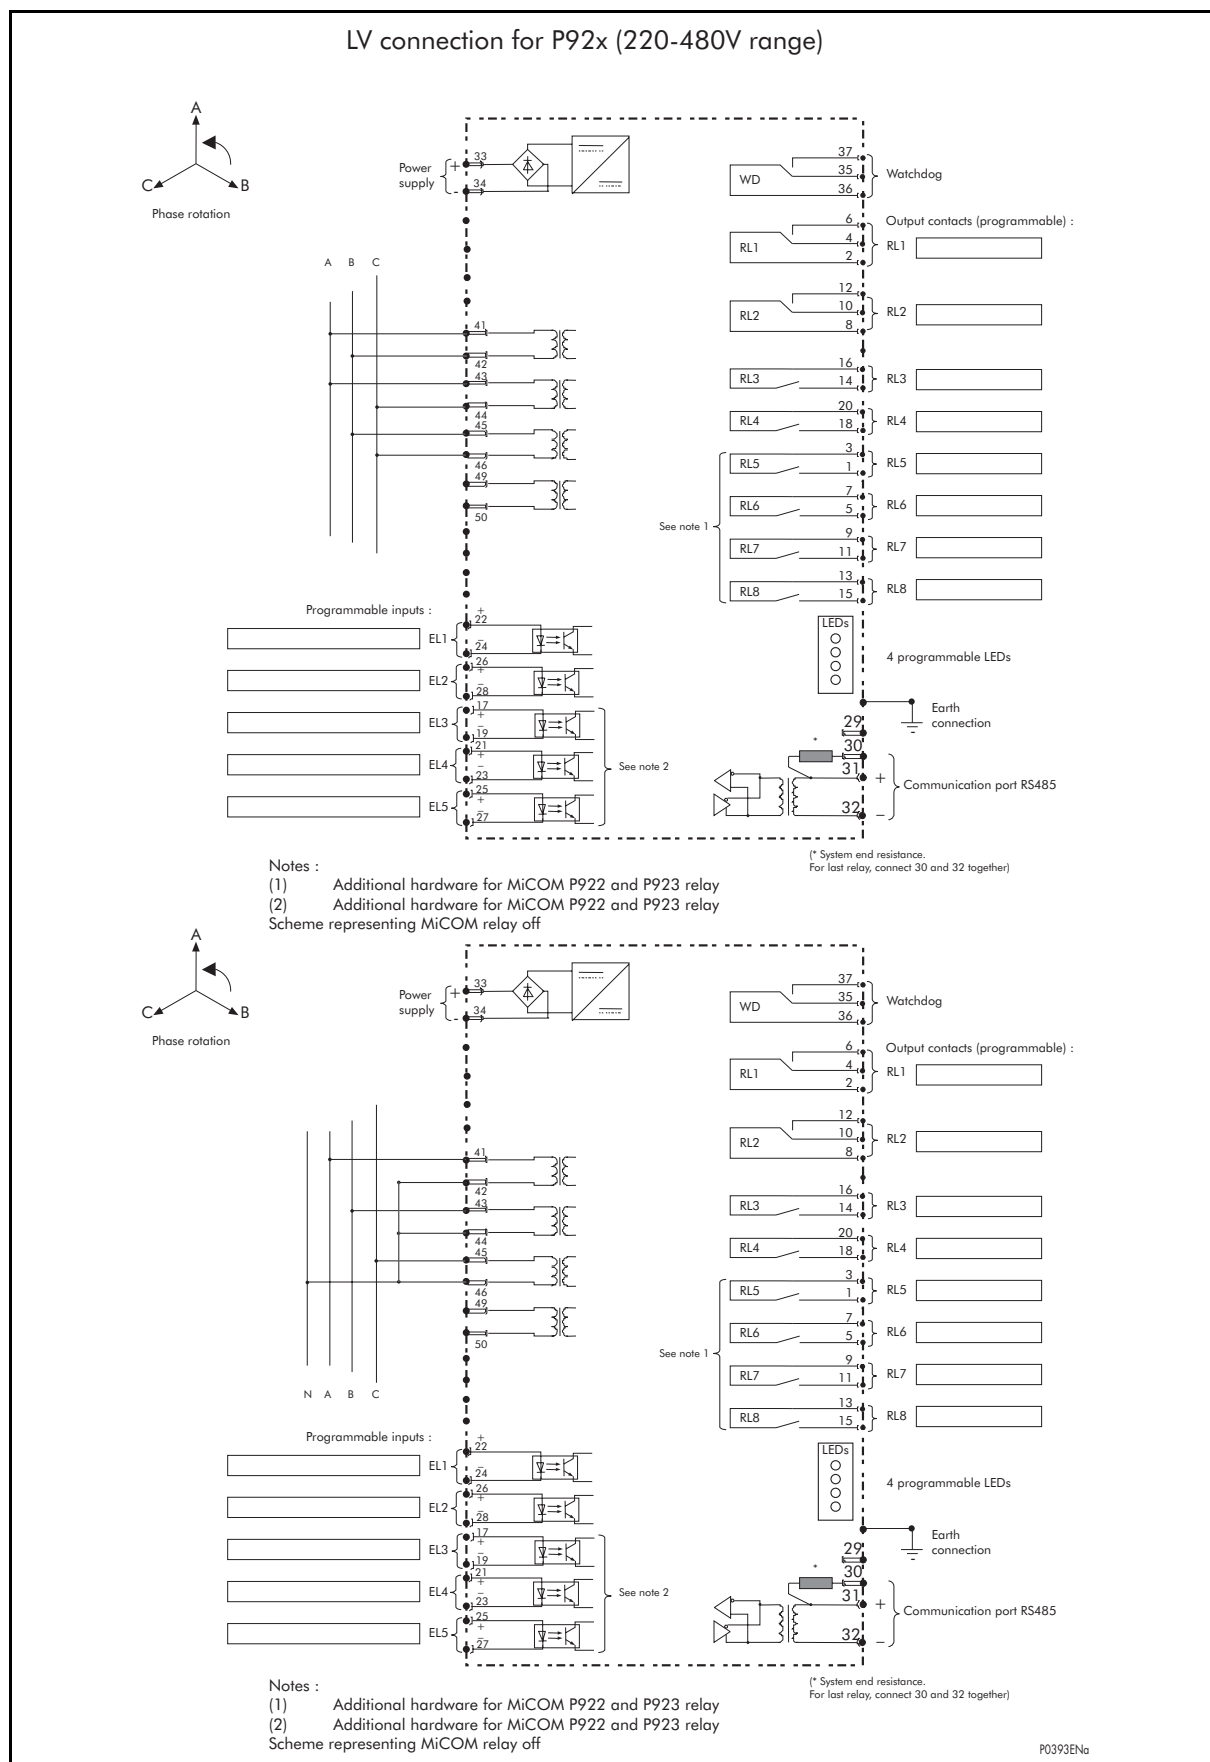 LV connection for P92x (220-480V range)
A
C
B
Phase rotation
Power
supply
+
-
33
34
WD
37
35
36
Watchdog
Output contacts (programmable) :
RL1
6
4
2
RL1
A B C
RL2
12
10
8
RL2
41
42
43
44
45
46
49
50
RL3
16
14
RL3
RL4
20
18
RL4
See note 1
RL5
3
1
RL5
RL6
7
5
RL6
RL7
9
11
RL7
RL8
13
15
RL8
Programmable inputs :
EL1
+
22
–
24
EL2
26
+
–
28
EL3
17
+
–
19
EL4
21
+
–
23
EL5
25
+
–
27
See note 2
LEDs
4 programmable LEDs
Earth
connection
29
*
30
31
+
Communication port RS485
32
–
(* System end resistance.
For last relay, connect 30 and 32 together)
Notes :
(1) Additional hardware for MiCOM P922 and P923 relay
(2) Additional hardware for MiCOM P922 and P923 relay
Scheme representing MiCOM relay off
A
C
B
Phase rotation
Power
supply
+
-
33
34
WD
37
35
36
Watchdog
Output contacts (programmable) :
RL1
6
4
2
RL1
RL2
12
10
8
RL2
41
42
43
44
45
46
49
50
N A B C
RL3
16
14
RL3
RL4
20
18
RL4
See note 1
RL5
3
1
RL5
RL6
7
5
RL6
RL7
9
11
RL7
RL8
13
15
RL8
Programmable inputs :
EL1
+
22
–
24
EL2
26
+
–
28
EL3
17
+
–
19
EL4
21
+
–
23
EL5
25
+
–
27
See note 2
LEDs
4 programmable LEDs
Earth
connection
29
*
30
31
+
Communication port RS485
32
–
(* System end resistance.
For last relay, connect 30 and 32 together)
Notes :
(1) Additional hardware for MiCOM P922 and P923 relay
(2) Additional hardware for MiCOM P922 and P923 relay
Scheme representing MiCOM relay off
P0393ENa